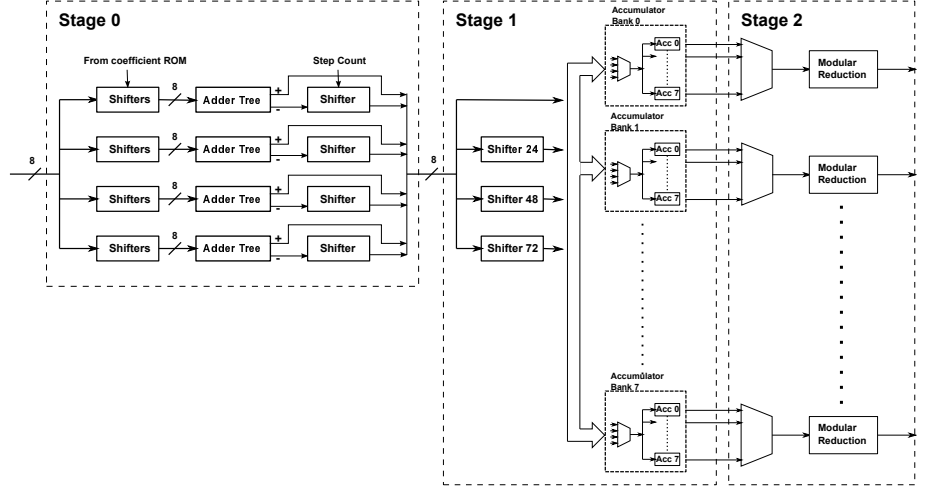 Stage 0
Stage 1
Stage 2
From coefficient ROM
Step Count
8
Shifters
8
Adder Tree
+
-
Shifter
Shifters
8
Adder Tree
+
-
Shifter
Shifters
8
Adder Tree
+
-
Shifter
Shifters
8
Adder Tree
+
-
Shifter
8
Shifter 24
Shifter 48
Shifter 72
Accumulator
Bank 0
Acc 0
Acc 7
Accumulator
Bank 1
Acc 0
Acc 7
Accumulator
Bank 7
Acc 0
Acc 7
Modular
Reduction
Modular
Reduction
Modular
Reduction